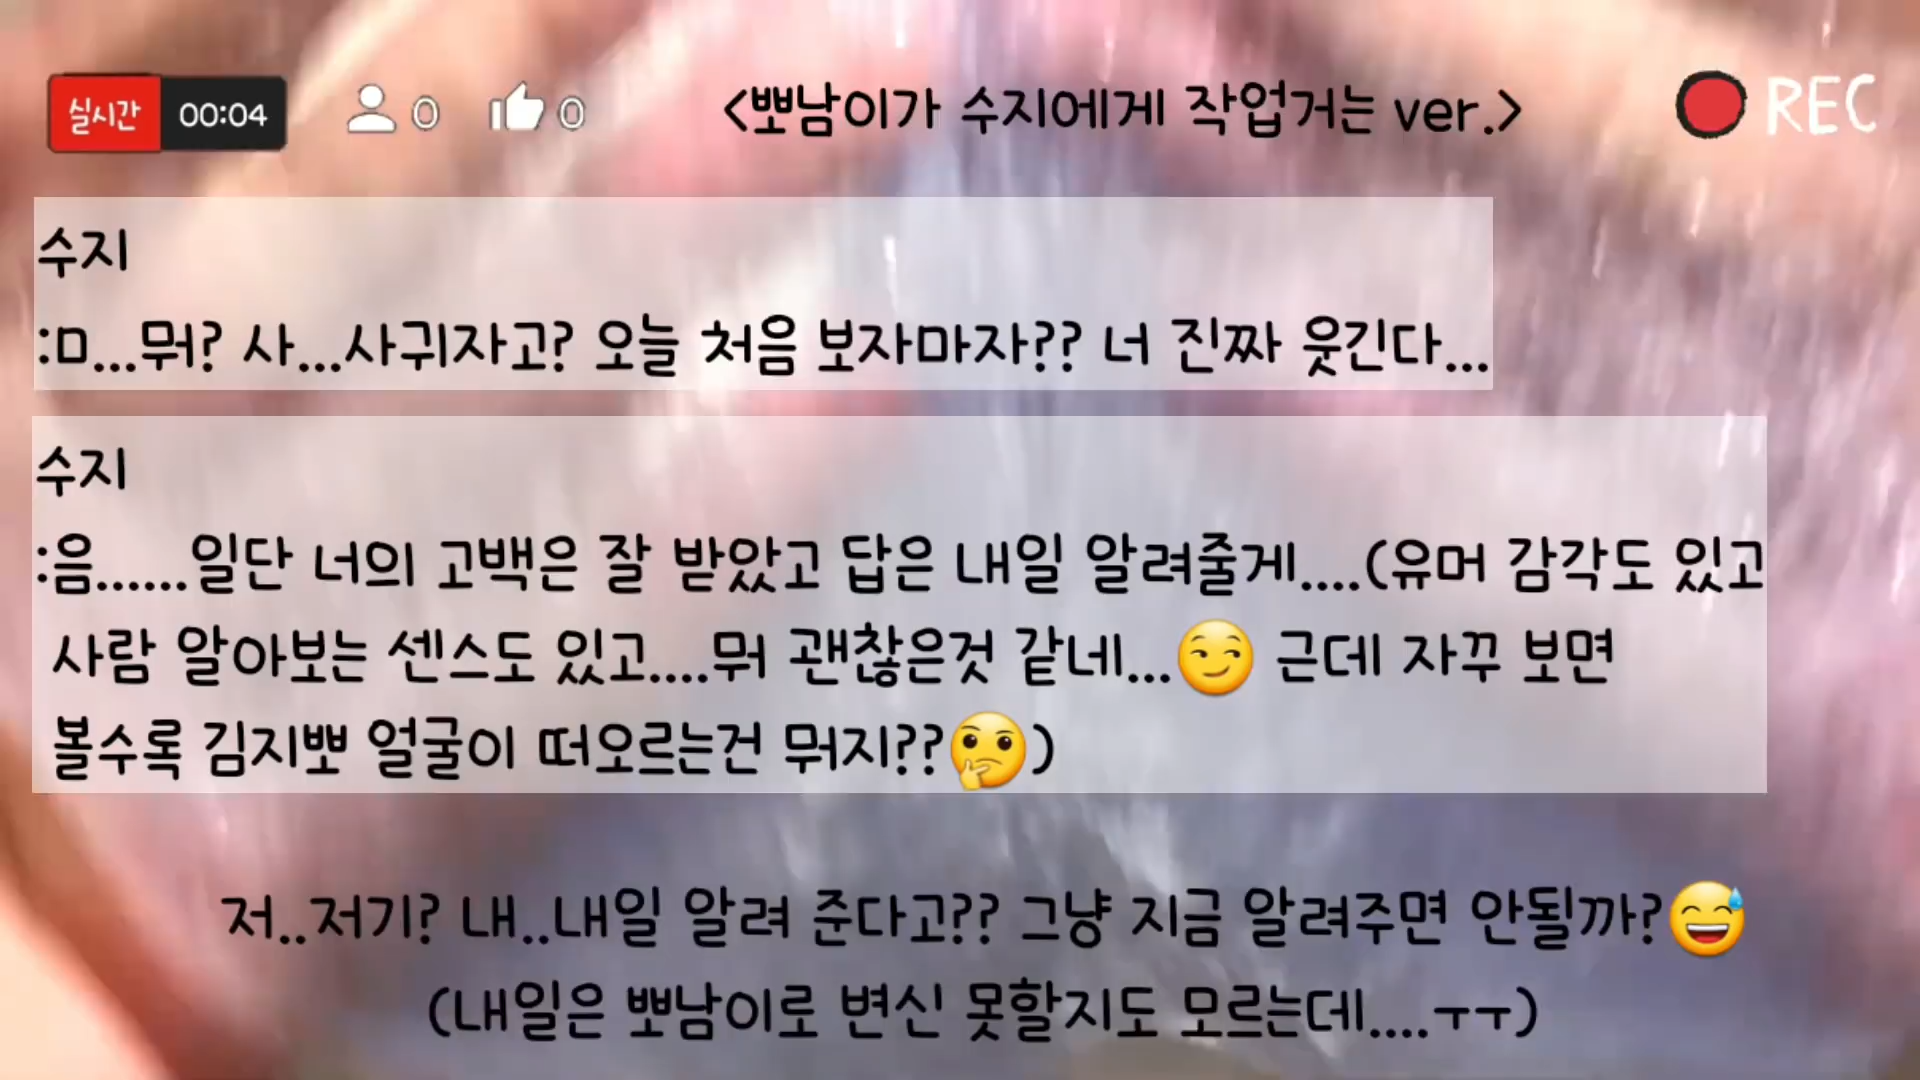 실시간 00:04 0 0 <뽀남이가 수지에게 작업거는 ver.> REC
수지
:ㅁ...뭐? 사...사귀자고? 오늘 처음 보자마자?? 너 진짜 웃긴다...
수지
:음......일단 너의 고백은 잘 받았고 답은 내일 알려줄게....(유머 감각도 있고
사람 알아보는 센스도 있고....뭐 괜찮은것 같네...😏 근데 자꾸 보면
볼수록 김지뽀 얼굴이 떠오르는건 뭐지??🤔)
저..저기? 내..내일 알려 준다고?? 그냥 지금 알려주면 안될까?😅
(내일은 뽀남이로 변신 못할지도 모르는데....ㅜㅜ)